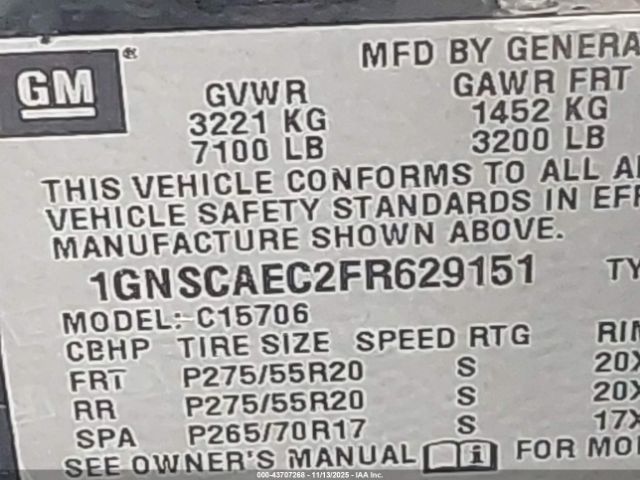 GM ®
MFD BY GENERA
GVWR GAWR FRT
3221 KG 1452 KG
7100 LB 3200 LB
THIS VEHICLE CONFORMS TO ALL A
VEHICLE SAFETY STANDARDS IN EFF
MANUFACTURE SHOWN ABOVE.
1GNSCAEC2FR629151 TY
MODEL: C15706
CBHP TIRE SIZE SPEED RTG RIM
FRT P275/55R20 S 20X
RR P275/55R20 S 20X
SPA P265/70R17 S 17X
SEE OWNER'S MANUAL FOR MO
000-43707268 - 11/13/2025 - IAA Inc.